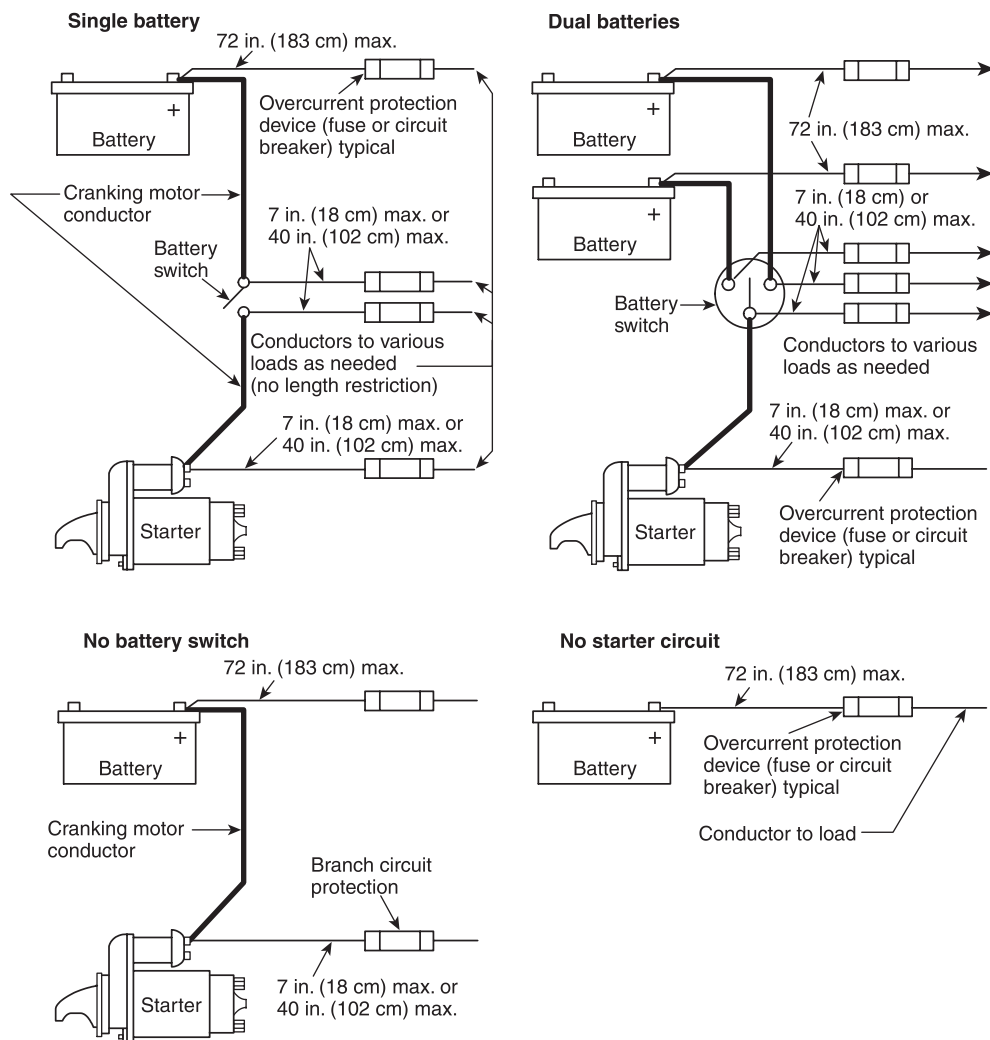 Single battery
72 in. (183 cm) max.
+
Battery
Overcurrent protection
device (fuse or circuit
breaker) typical
Cranking motor
conductor
7 in. (18 cm) max. or
40 in. (102 cm) max.
Battery
switch
Conductors to various
loads as needed
(no length restriction)
7 in. (18 cm) max. or
40 in. (102 cm) max.
Starter
Dual batteries
+
Battery
72 in. (183 cm) max.
+
Battery
7 in. (18 cm) or
40 in. (102 cm) max.
Battery
switch
Conductors to various
loads as needed
7 in. (18 cm) max. or
40 in. (102 cm) max.
Starter
Overcurrent protection
device (fuse or circuit
breaker) typical
No battery switch
72 in. (183 cm) max.
+
Battery
Cranking motor
conductor
Branch circuit
protection
Starter
7 in. (18 cm) max. or
40 in. (102 cm) max.
No starter circuit
72 in. (183 cm) max.
+
Battery
Overcurrent protection
device (fuse or circuit
breaker) typical
Conductor to load